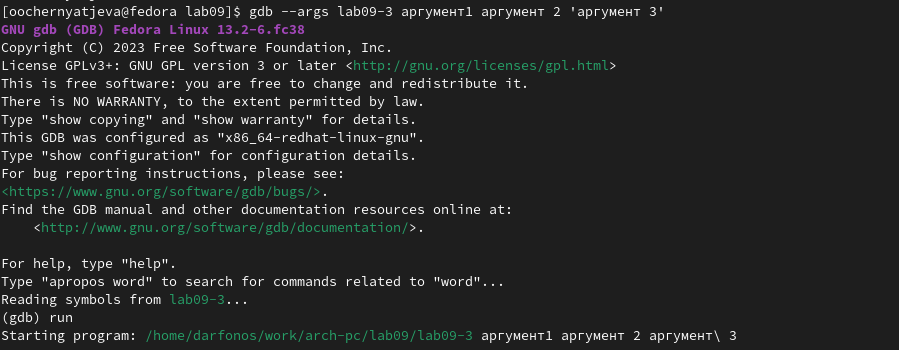 [oochernyatjeva@fedora lab09]$ gdb --args lab09-3 аргумент1 аргумент 2 'аргумент 3'
GNU gdb (GDB) Fedora Linux 13.2-6.fc38
Copyright (C) 2023 Free Software Foundation, Inc.
License GPLv3+: GNU GPL version 3 or later <http://gnu.org/licenses/gpl.html>
This is free software: you are free to change and redistribute it.
There is NO WARRANTY, to the extent permitted by law.
Type "show copying" and "show warranty" for details.
This GDB was configured as "x86_64-redhat-linux-gnu".
Type "show configuration" for configuration details.
For bug reporting instructions, please see:
<https://www.gnu.org/software/gdb/bugs/>.
Find the GDB manual and other documentation resources online at:
    <http://www.gnu.org/software/gdb/documentation/>.

For help, type "help".
Type "apropos word" to search for commands related to "word"...
Reading symbols from lab09-3...
(gdb) run
Starting program: /home/darfonos/work/arch-pc/lab09/lab09-3 аргумент1 аргумент 2 аргумент\ 3